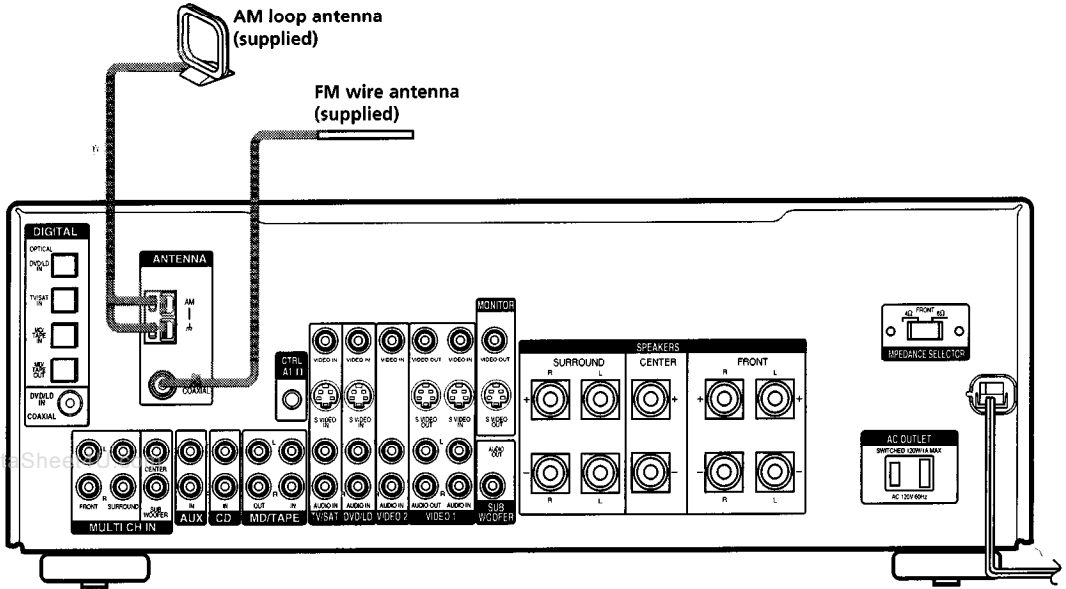 AM loop antenna
(supplied)
FM wire antenna
(supplied)
DIGITAL
OPTICAL
DVD/LD
IN
TV/SAT
IN
MD/
TAPE
IN
MD/
TAPE
OUT
DVD/LD
IN
COAXIAL
ANTENNA
AM
COAXIAL
CTRL
A1 II
MONITOR
VIDEO IN
VIDEO IN
VIDEO IN
VIDEO OUT
VIDEO IN
VIDEO OUT
S VIDEO
IN
S VIDEO
IN
S VIDEO
OUT
S VIDEO
IN
S VIDEO
OUT
L
CENTER
L
L
AUDIO
OUT
R
R
R
FRONT
SURROUND
SUB
WOOFER
IN
IN
OUT
IN
AUDIO IN
AUDIO IN
AUDIO IN
AUDIO OUT
AUDIO IN
MULTI CH IN
AUX
CD
MD/TAPE
TV/SAT
DVD/LD
VIDEO 2
VIDEO 1
SUB
WOOFER
SPEAKERS
SURROUND
CENTER
FRONT
R
L
R
L
+
+
+
+
–
–
–
–
R
L
R
L
FRONT
4Ω
8Ω
IMPEDANCE SELECTOR
AC OUTLET
SWITCHED 120W/1A MAX
AC 120V 60Hz